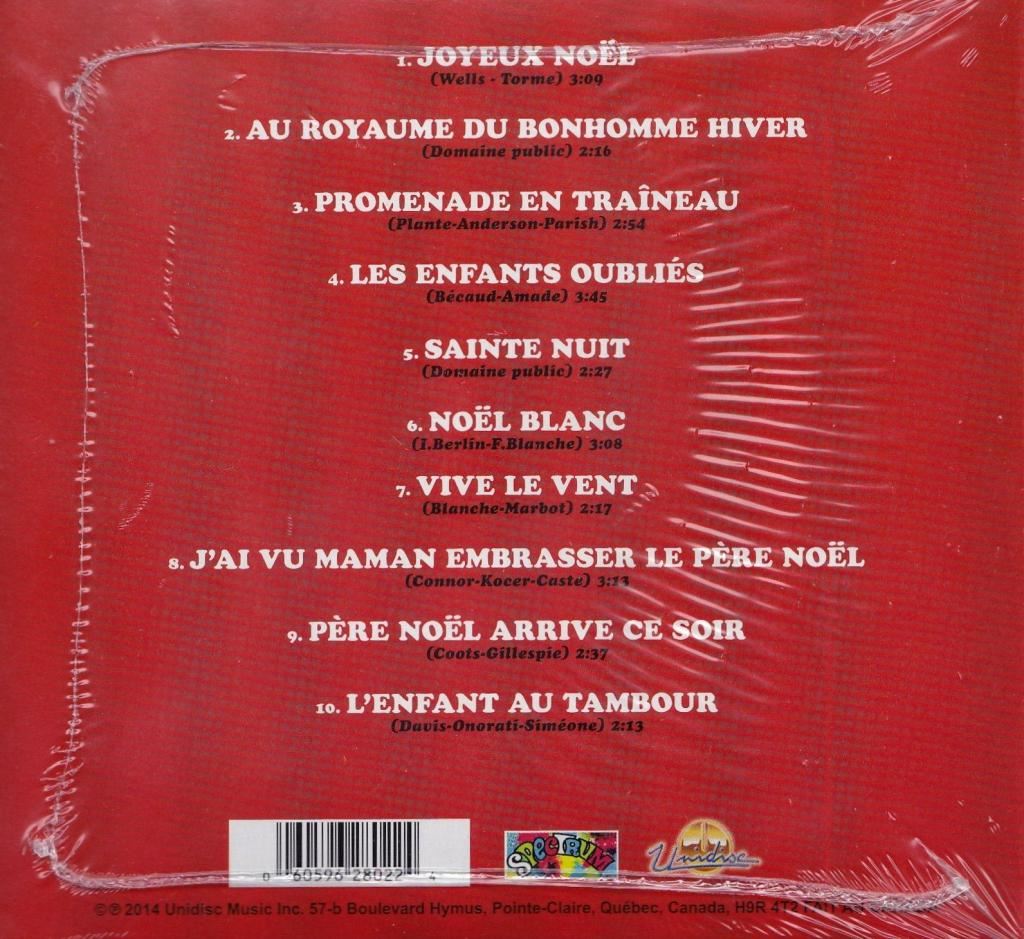 1. JOYEUX NOËL
(Wells - Torme) 3:09
2. AU ROYAUME DU BONHOMME HIVER
(Domaine public) 2:16
3. PROMENADE EN TRAÎNEAU
(Plante-Anderson-Parish) 2:54
4. LES ENFANTS OUBLIÉS
(Bécaud-Amade) 3:45
5. SAINTE NUIT
(Domaine public) 2:27
6. NOËL BLANC
(I.Berlin-F.Blanche) 3:08
7. VIVE LE VENT
(Blanche-Marbot) 2:17
8. J'AI VU MAMAN EMBRASSER LE PÈRE NOËL
(Connor-Kocer-Casté) 3:13
9. PÈRE NOËL ARRIVE CE SOIR
(Coots-Gillespie) 2:37
10. L'ENFANT AU TAMBOUR
(Davis-Onorati-Siméone) 2:13
SPECTRUM
Unidisc
0 60596 28022 4
©℗ 2014 Unidisc Music Inc. 57-b Boulevard Hymus, Pointe-Claire, Québec, Canada, H9R 4T2